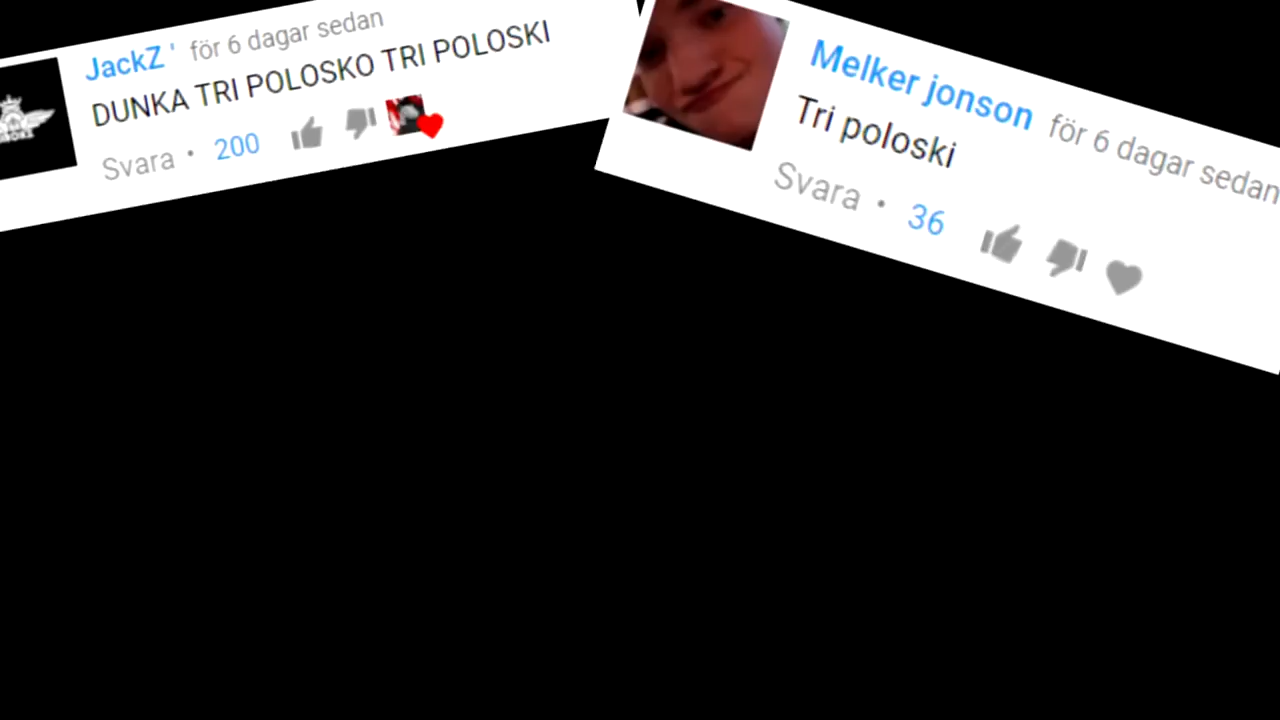 JackZ ' för 6 dagar sedan
DUNKA TRI POLOSKO TRI POLOSKI
Svara • 200
Melker jonson för 6 dagar sedan
Tri poloski
Svara • 36